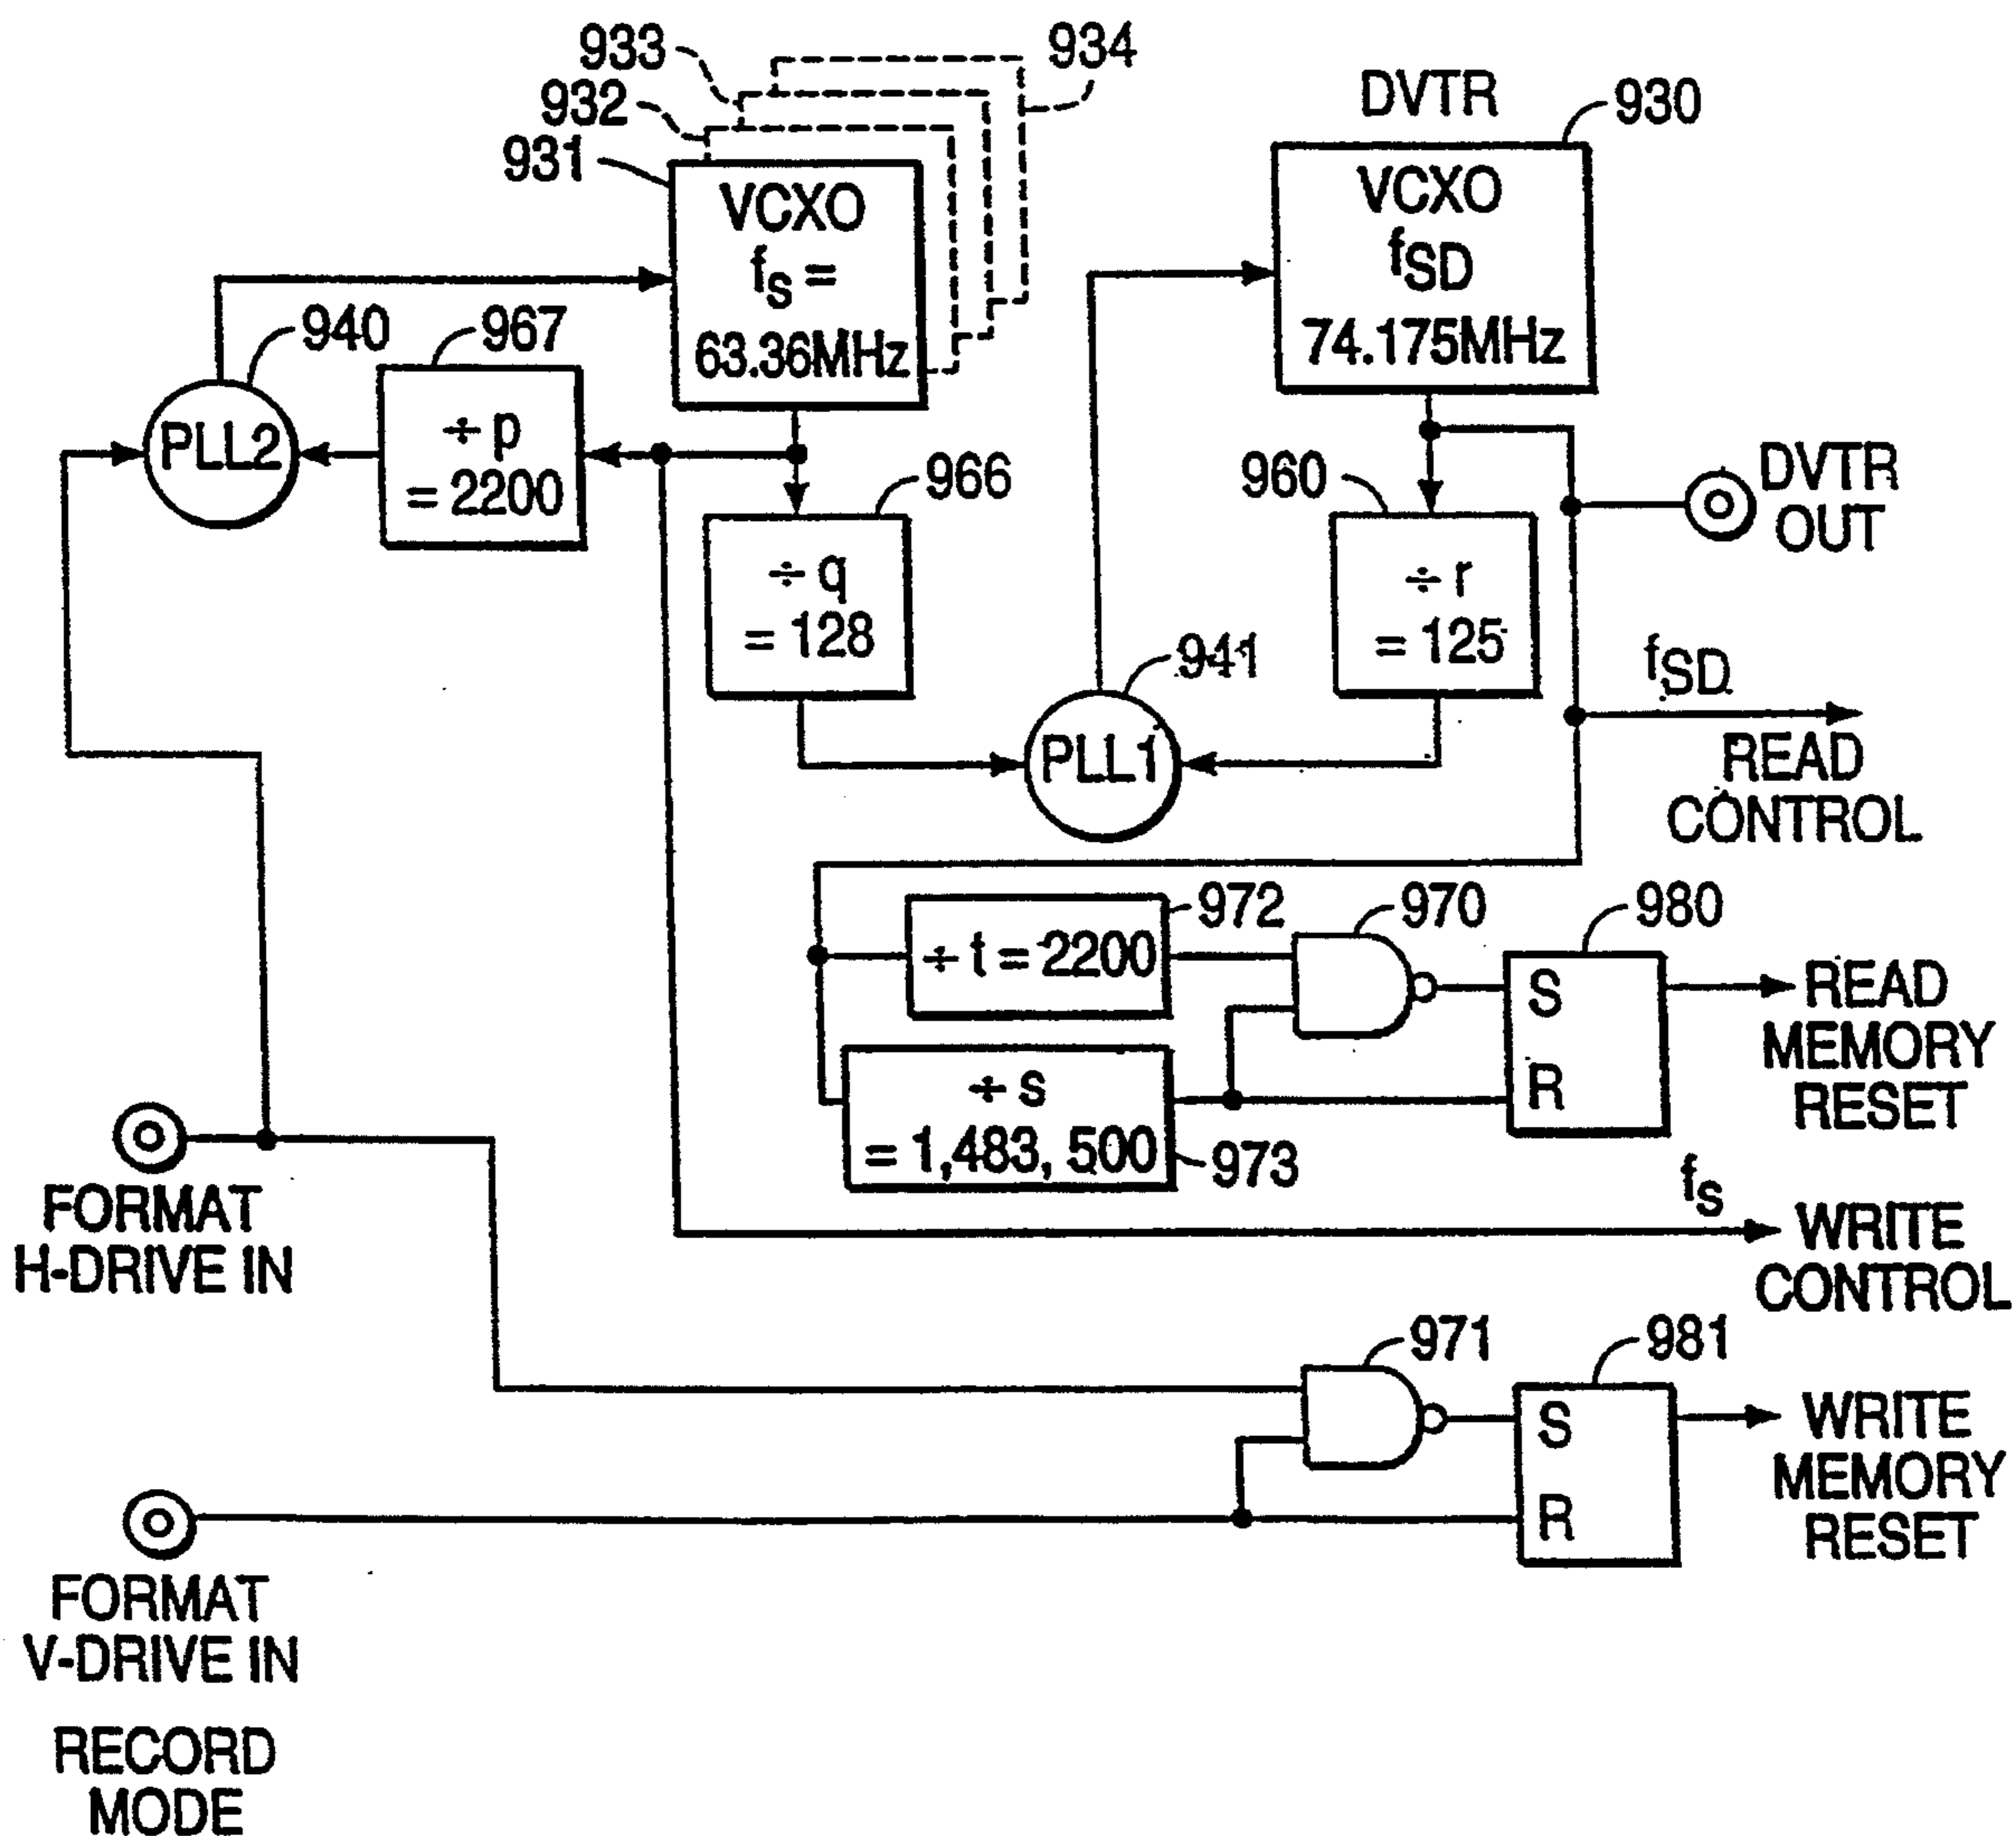 933
934
932
931
DVTR
930
VCXO
fS =
63.36MHz
VCXO
fSD
74.175MHz
940
967
PLL2
÷ p
= 2200
966
÷ q
= 128
960
÷ r
= 125
DVTR
OUT
941
PLL1
fSD
READ
CONTROL
972
÷ t = 2200
970
980
S
R
READ
MEMORY
RESET
÷ s
= 1,483, 500
973
FORMAT
H-DRIVE IN
fS
WRITE
CONTROL
971
981
S
R
WRITE
MEMORY
RESET
FORMAT
V-DRIVE IN
RECORD
MODE